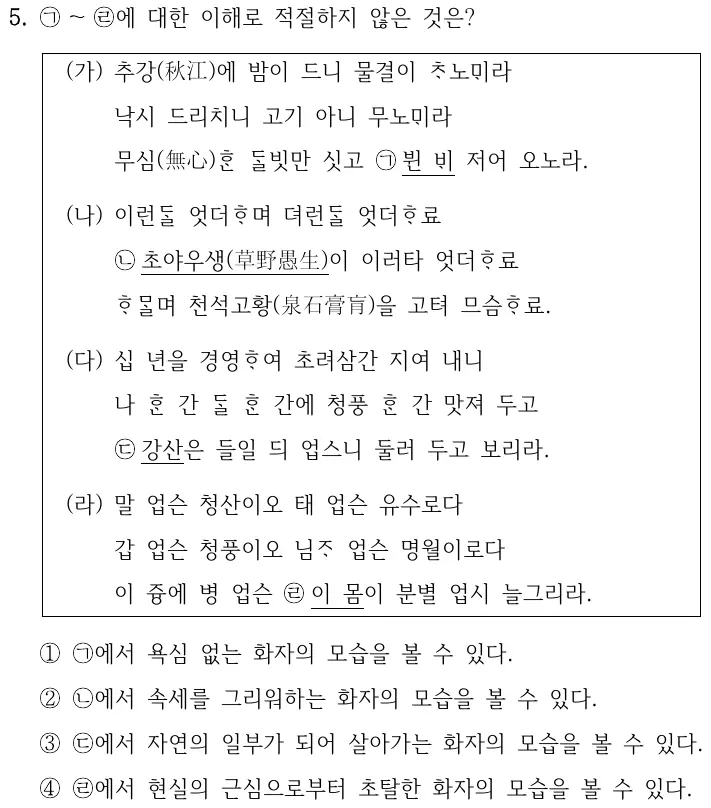 5. ㉠ ~ ㉣에 대한 이해로 적절하지 않은 것은?
(가) 추강(秋江)에 밤이 드니 물결이 ᄎᆞ노ᄆᆡ라
낙시 드리치니 고기 아니 무노ᄆᆡ라
무심(無心)ᄒᆞᆫ ᄃᆞᆯ빗만 싯고 ㉠ 뷘 ᄇᆡ 저어 오노라.
(나) 이런ᄃᆞᆯ 엇더ᄒᆞ며 뎌런ᄃᆞᆯ 엇더ᄒᆞ료
㉡ 초야우생(草野愚生)이 이러타 엇더ᄒᆞ료
ᄒᆞᄆᆞᆯ며 천석고황(泉石膏肓)을 고텨 므슴ᄒᆞ료.
(다) 십 년을 경영ᄒᆞ여 초려삼간 지여 내니
나 ᄒᆞᆫ 간 ᄃᆞᆯ ᄒᆞᆫ 간에 청풍 ᄒᆞᆫ 간 맛져 두고
㉢ 강산은 들일 듸 업스니 둘러 두고 보리라.
(라) 말 업슨 청산이오 태 업슨 유수로다
갑 업슨 청풍이오 님ᄌᆞ 업슨 명월이로다
이 즁에 병 업슨 ㉣ 이 몸이 분별 업시 늘그리라.
① ㉠에서 욕심 없는 화자의 모습을 볼 수 있다.
② ㉡에서 속세를 그리워하는 화자의 모습을 볼 수 있다.
③ ㉢에서 자연의 일부가 되어 살아가는 화자의 모습을 볼 수 있다.
④ ㉣에서 현실의 근심으로부터 초탈한 화자의 모습을 볼 수 있다.